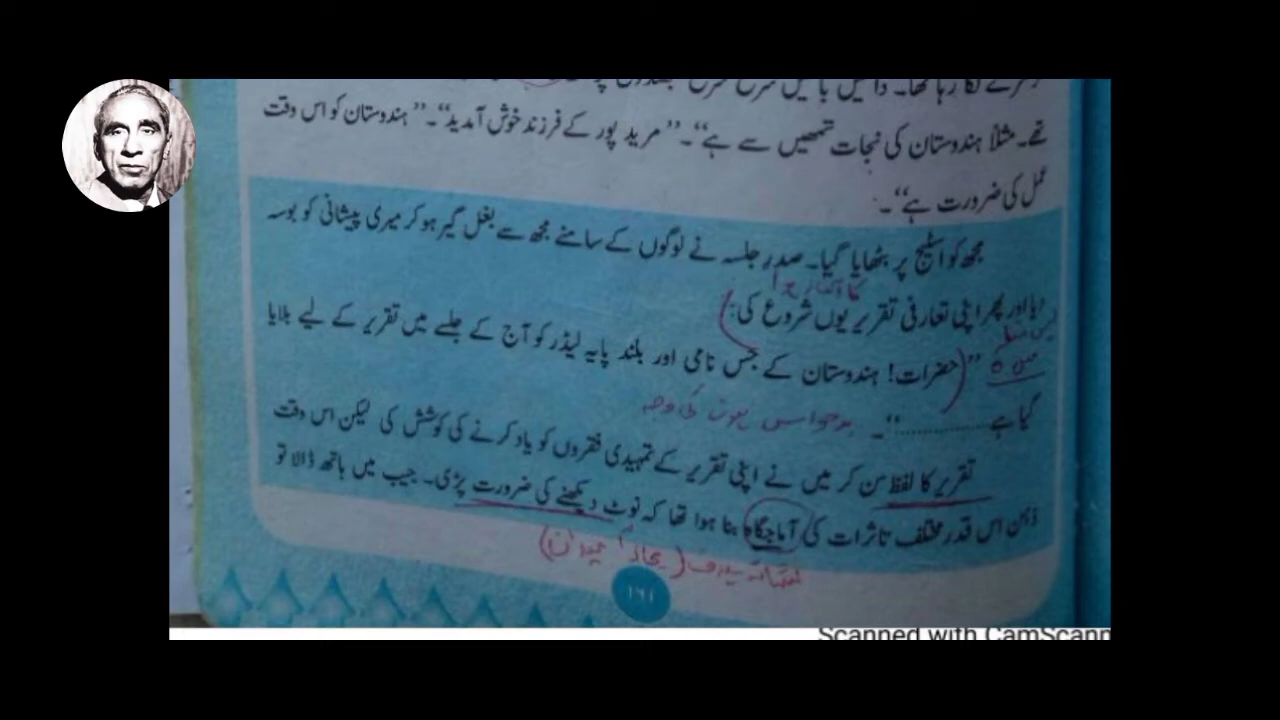 تھے۔ مثلاً ہندوستان کی نجات تمھیں سے ہے“۔ ”مرید پور کے فرزند خوش آمدید“۔ ”ہندوستان کو اس وقت
عمل کی ضرورت ہے“۔
مجھ کو اسٹیج پر بٹھایا گیا۔ صدرِ جلسہ نے لوگوں کے سامنے مجھ سے بغل گیر ہو کر میری پیشانی کو بوسہ
دیا اور پھر اپنی تعارفی تقریر یوں شروع کی:
”حضرات! ہندوستان کے جس نامی اور بلند پایہ لیڈر کو آج کے جلسے میں تقریر کے لیے بلایا
گیا ہے ................“۔
بدحواس ہونے کی وجہ
تقریر کا لفظ سن کر میں نے اپنی تقریر کے تمہیدی فقروں کو یاد کرنے کی کوشش کی لیکن اس وقت
ذہن اس قدر مختلف تاثرات کی آماجگاہ بنا ہوا تھا کہ نوٹ دیکھنے کی ضرورت پڑی۔ جیب میں ہاتھ ڈالا تو
۱۶۱
Scanned with CamScann